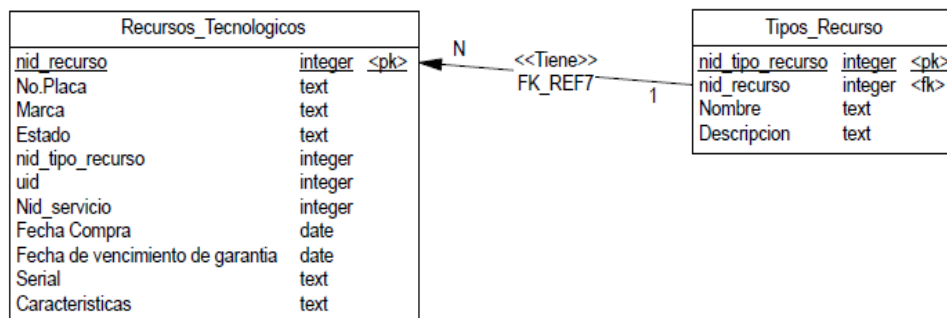 Recursos_Tecnologicos
nid_recurso integer <pk>
No.Placa text
Marca text
Estado text
nid_tipo_recurso integer
uid integer
Nid_servicio integer
Fecha Compra date
Fecha de vencimiento de garantia date
Serial text
Caracteristicas text
N
<<Tiene>>
FK_REF7
1
Tipos_Recurso
nid_tipo_recurso integer <pk>
nid_recurso integer <fk>
Nombre text
Descripcion text